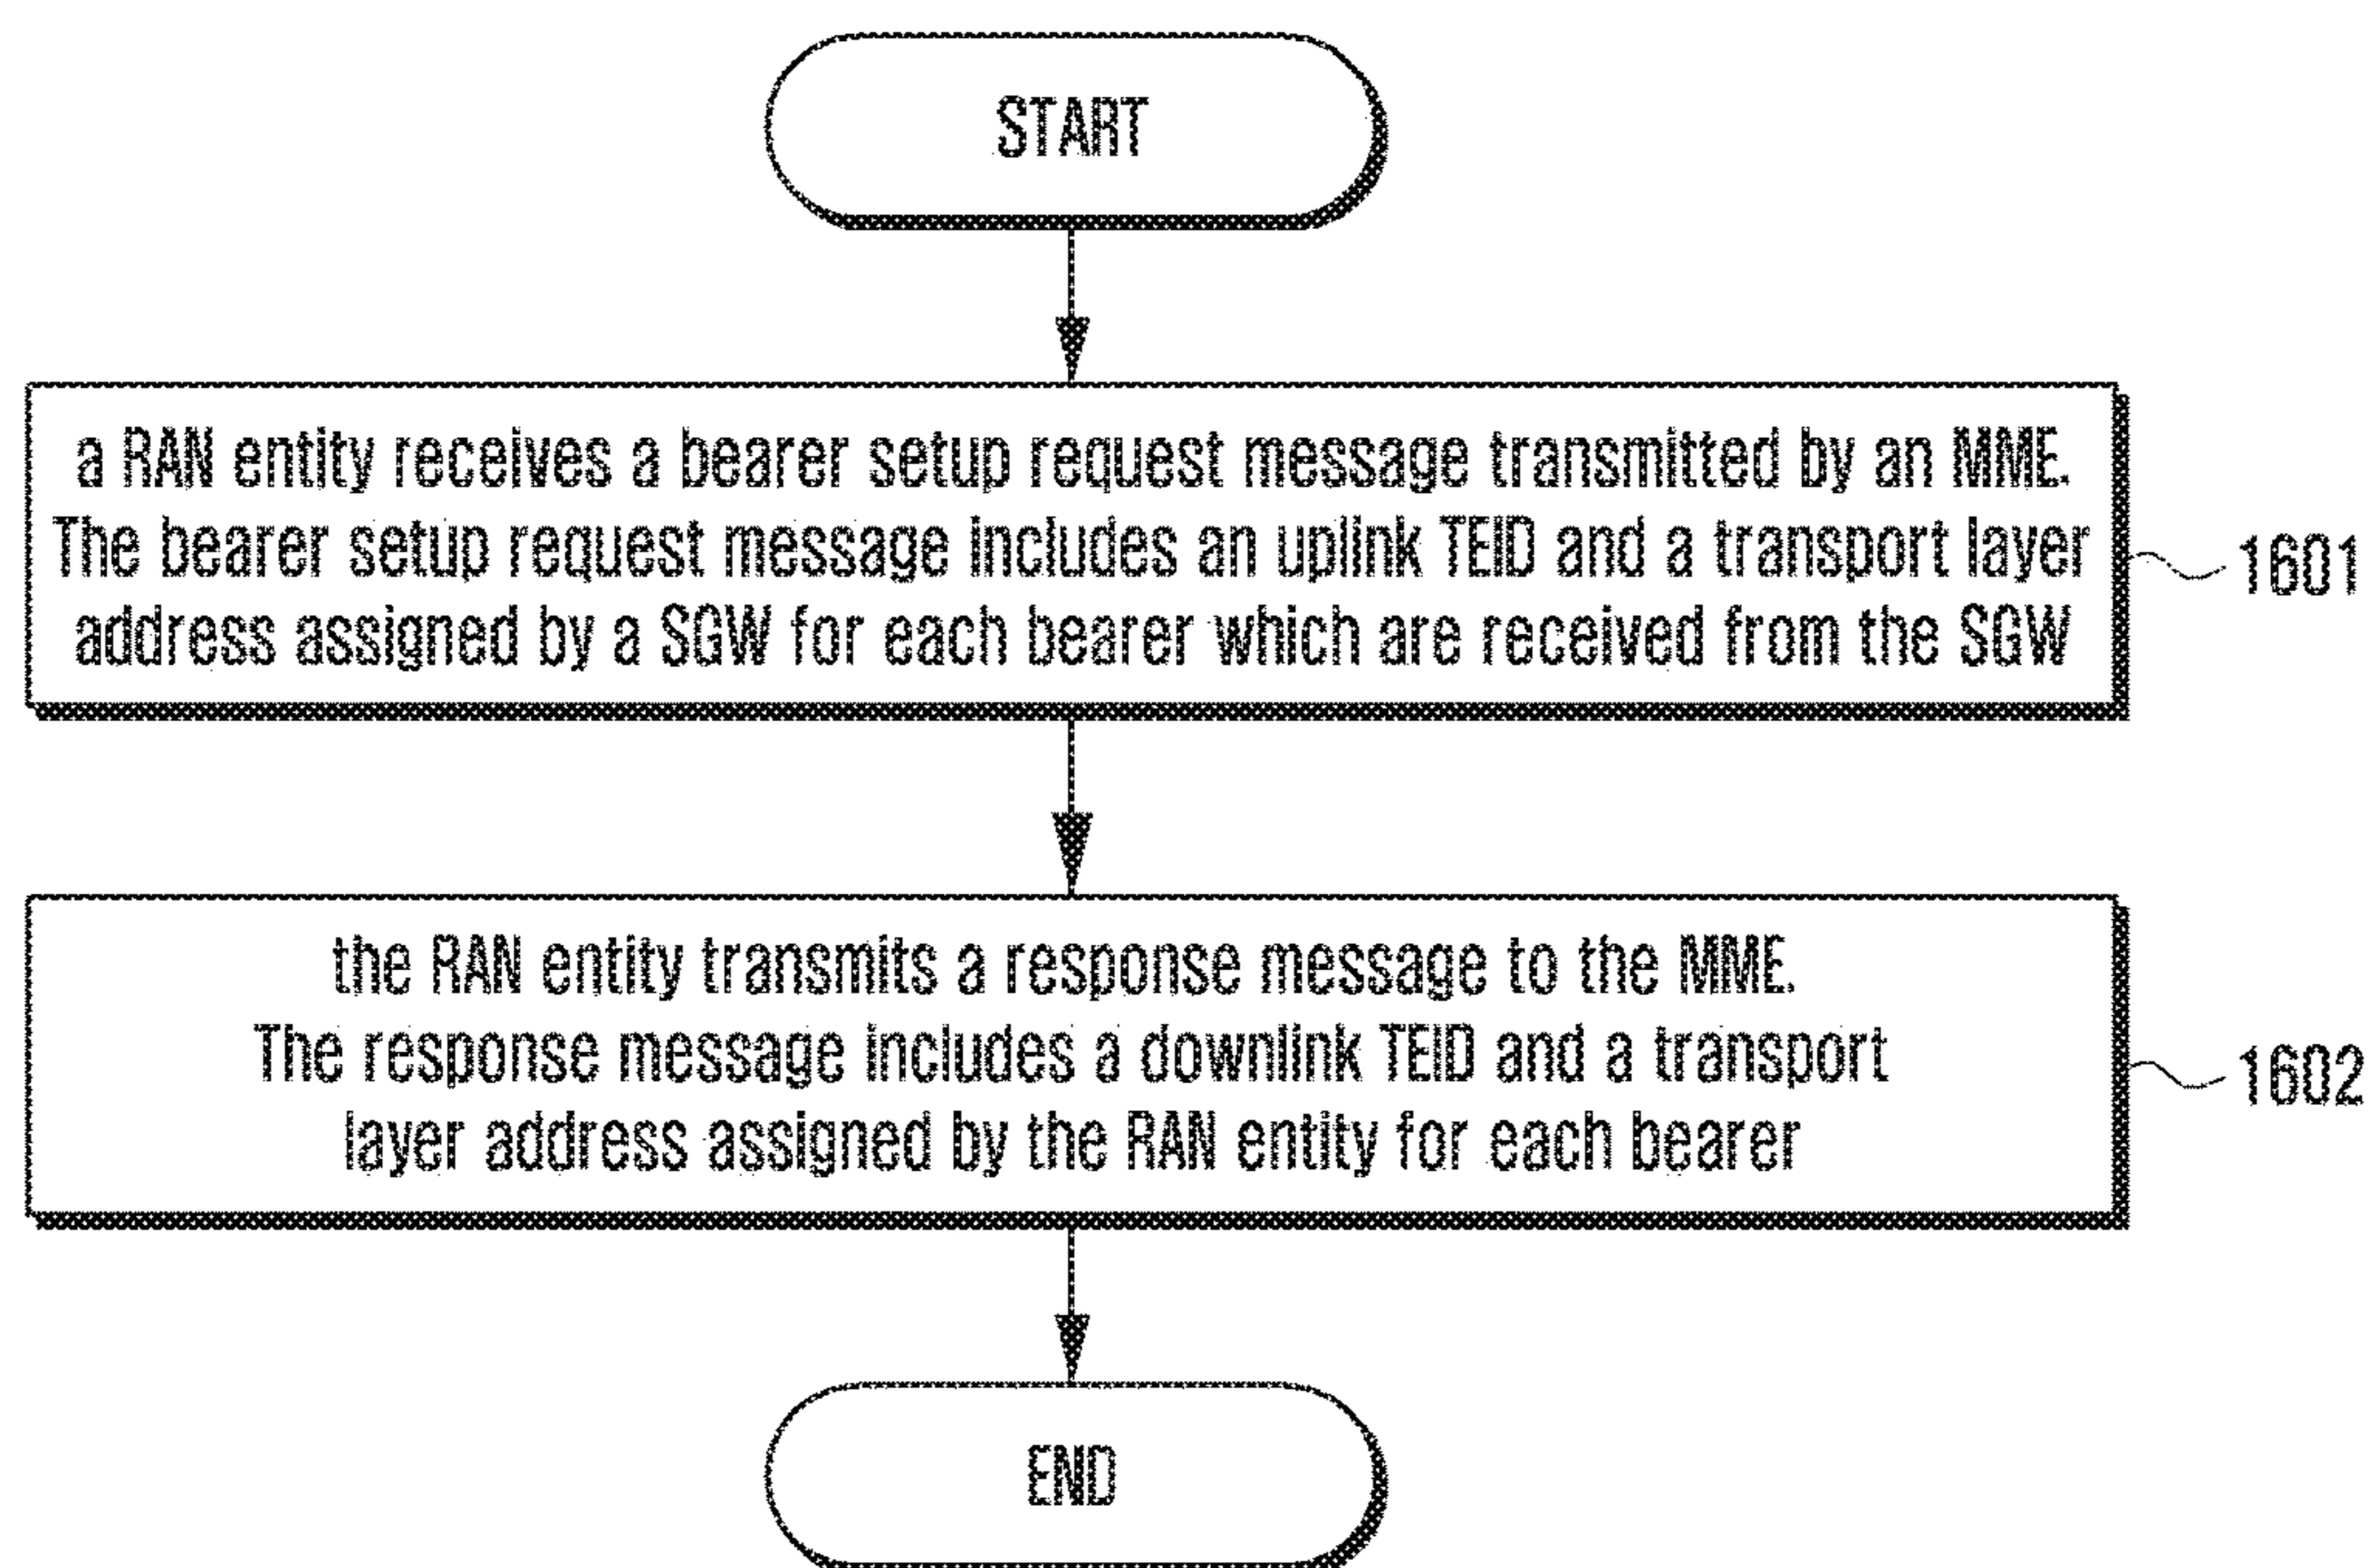 START
a RAN entity receives a bearer setup request message transmitted by an MME.
The bearer setup request message includes an uplink TEID and a transport layer
address assigned by a SGW for each bearer which are received from the SGW
1601
the RAN entity transmits a response message to the MME.
The response message includes a downlink TEID and a transport
layer address assigned by the RAN entity for each bearer
1602
END